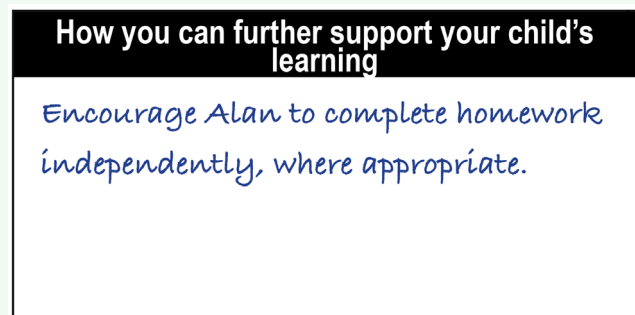 How you can further support your child's
learning
Encourage Alan to complete homework
independently, where appropriate.